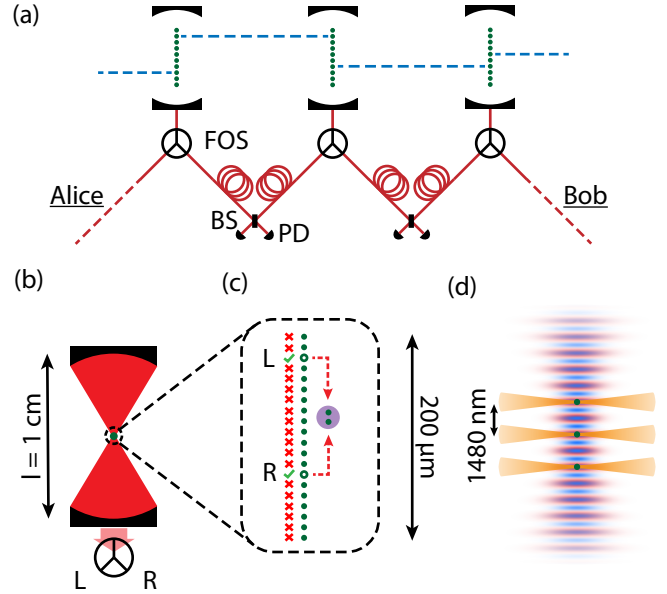 (a)
FOS
Alice
Bob
BS
PD
(b)
(c)
(d)
l = 1 cm
L
R
200 μm
1480 nm
L R